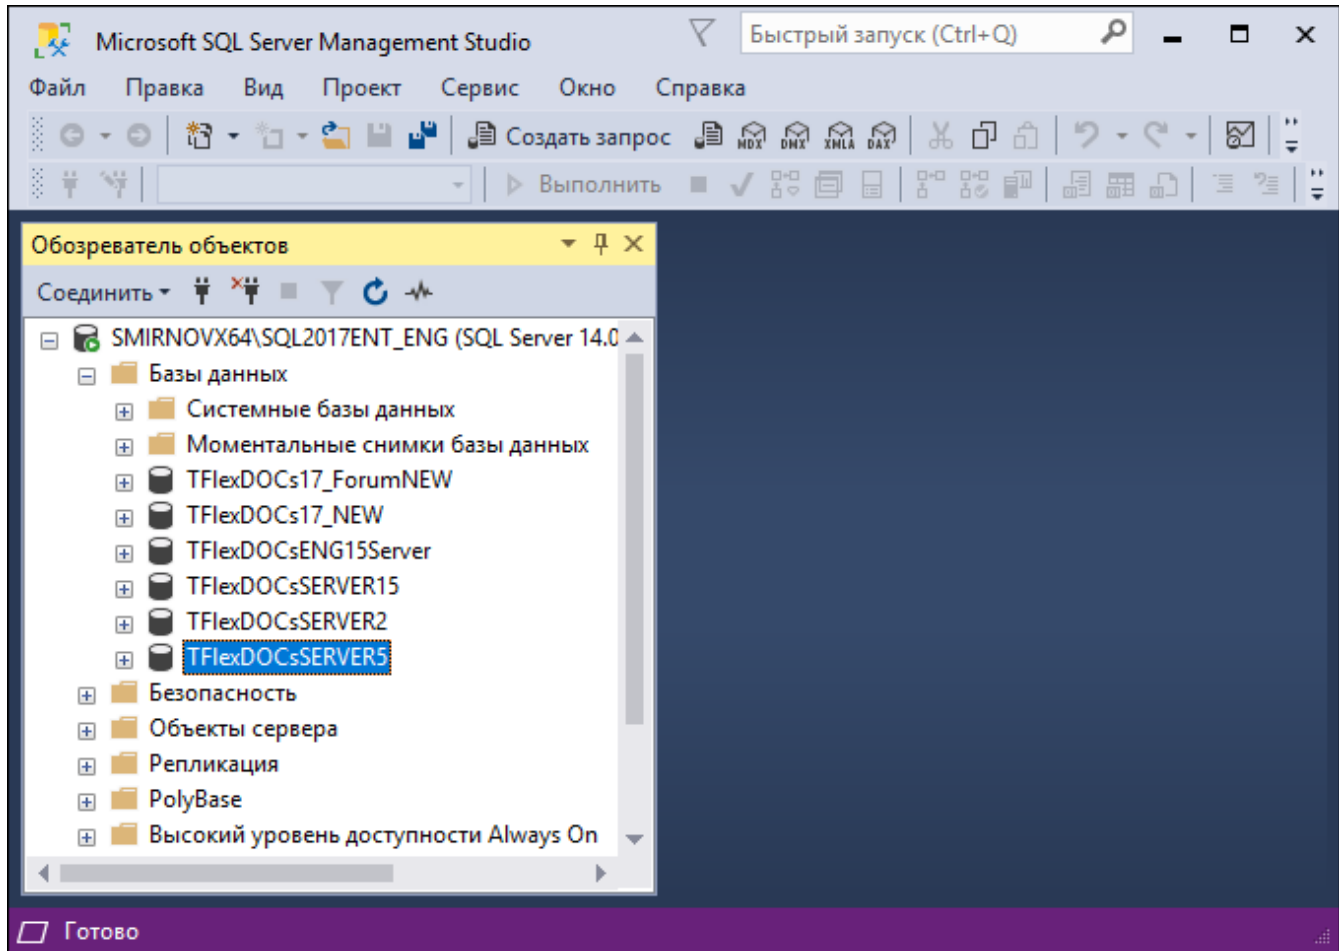 Microsoft SQL Server Management Studio
Быстрый запуск (Ctrl+Q)
Файл Правка Вид Проект Сервис Окно Справка
Создать запрос MDX DMX XMLA DAX
Выполнить
Обозреватель объектов
Соединить
SMIRNOVX64\SQL2017ENT_ENG (SQL Server 14.0
Базы данных
Системные базы данных
Моментальные снимки базы данных
TFlexDOCs17_ForumNEW
TFlexDOCs17_NEW
TFlexDOCsENG15Server
TFlexDOCsSERVER15
TFlexDOCsSERVER2
TFlexDOCsSERVER5
Безопасность
Объекты сервера
Репликация
PolyBase
Высокий уровень доступности Always On
Готово